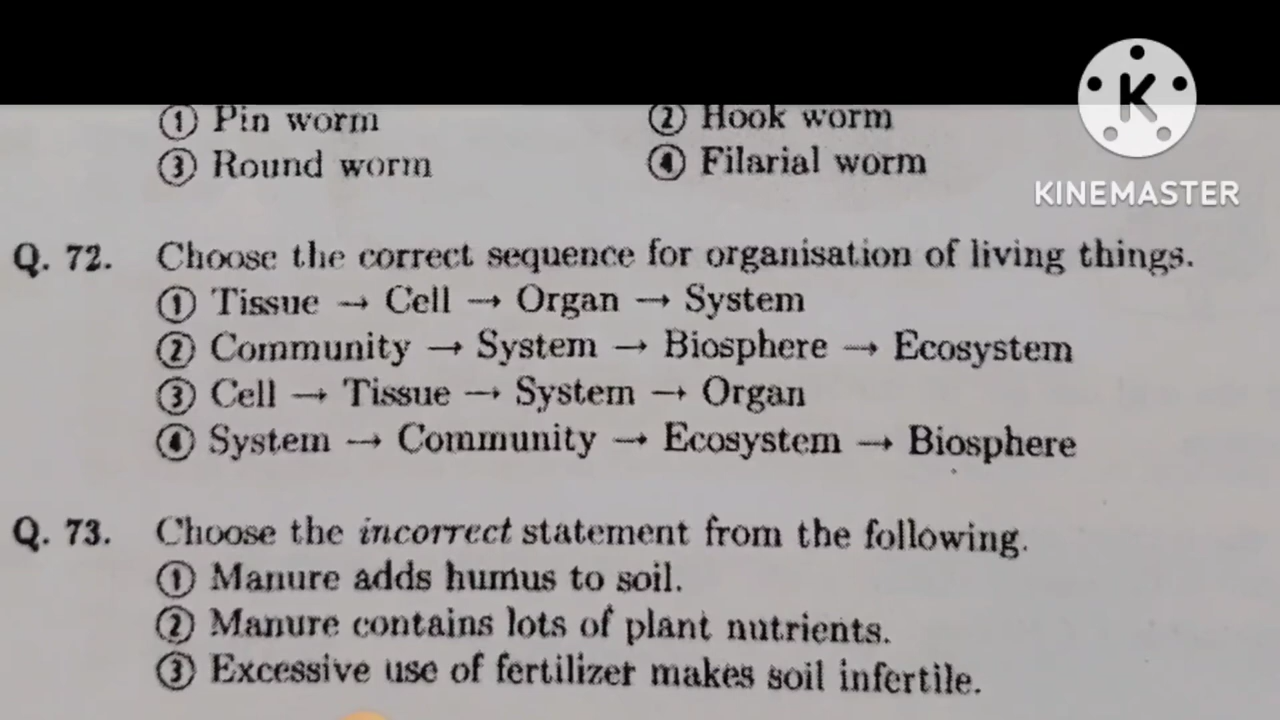 ① Pin worm ② Hook worm
③ Round worm ④ Filarial worm
K
KINEMASTER
Q. 72. Choose the correct sequence for organisation of living things.
① Tissue → Cell → Organ → System
② Community → System → Biosphere → Ecosystem
③ Cell → Tissue → System → Organ
④ System → Community → Ecosystem → Biosphere
Q. 73. Choose the incorrect statement from the following.
① Manure adds humus to soil.
② Manure contains lots of plant nutrients.
③ Excessive use of fertilizer makes soil infertile.